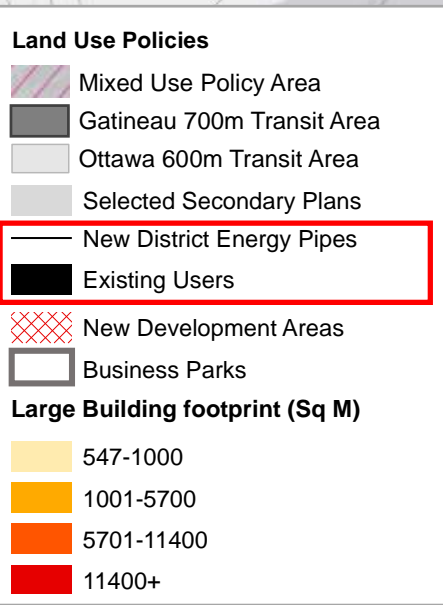 Land Use Policies
Mixed Use Policy Area
Gatineau 700m Transit Area
Ottawa 600m Transit Area
Selected Secondary Plans
New District Energy Pipes
Existing Users
New Development Areas
Business Parks
Large Building footprint (Sq M)
547-1000
1001-5700
5701-11400
11400+